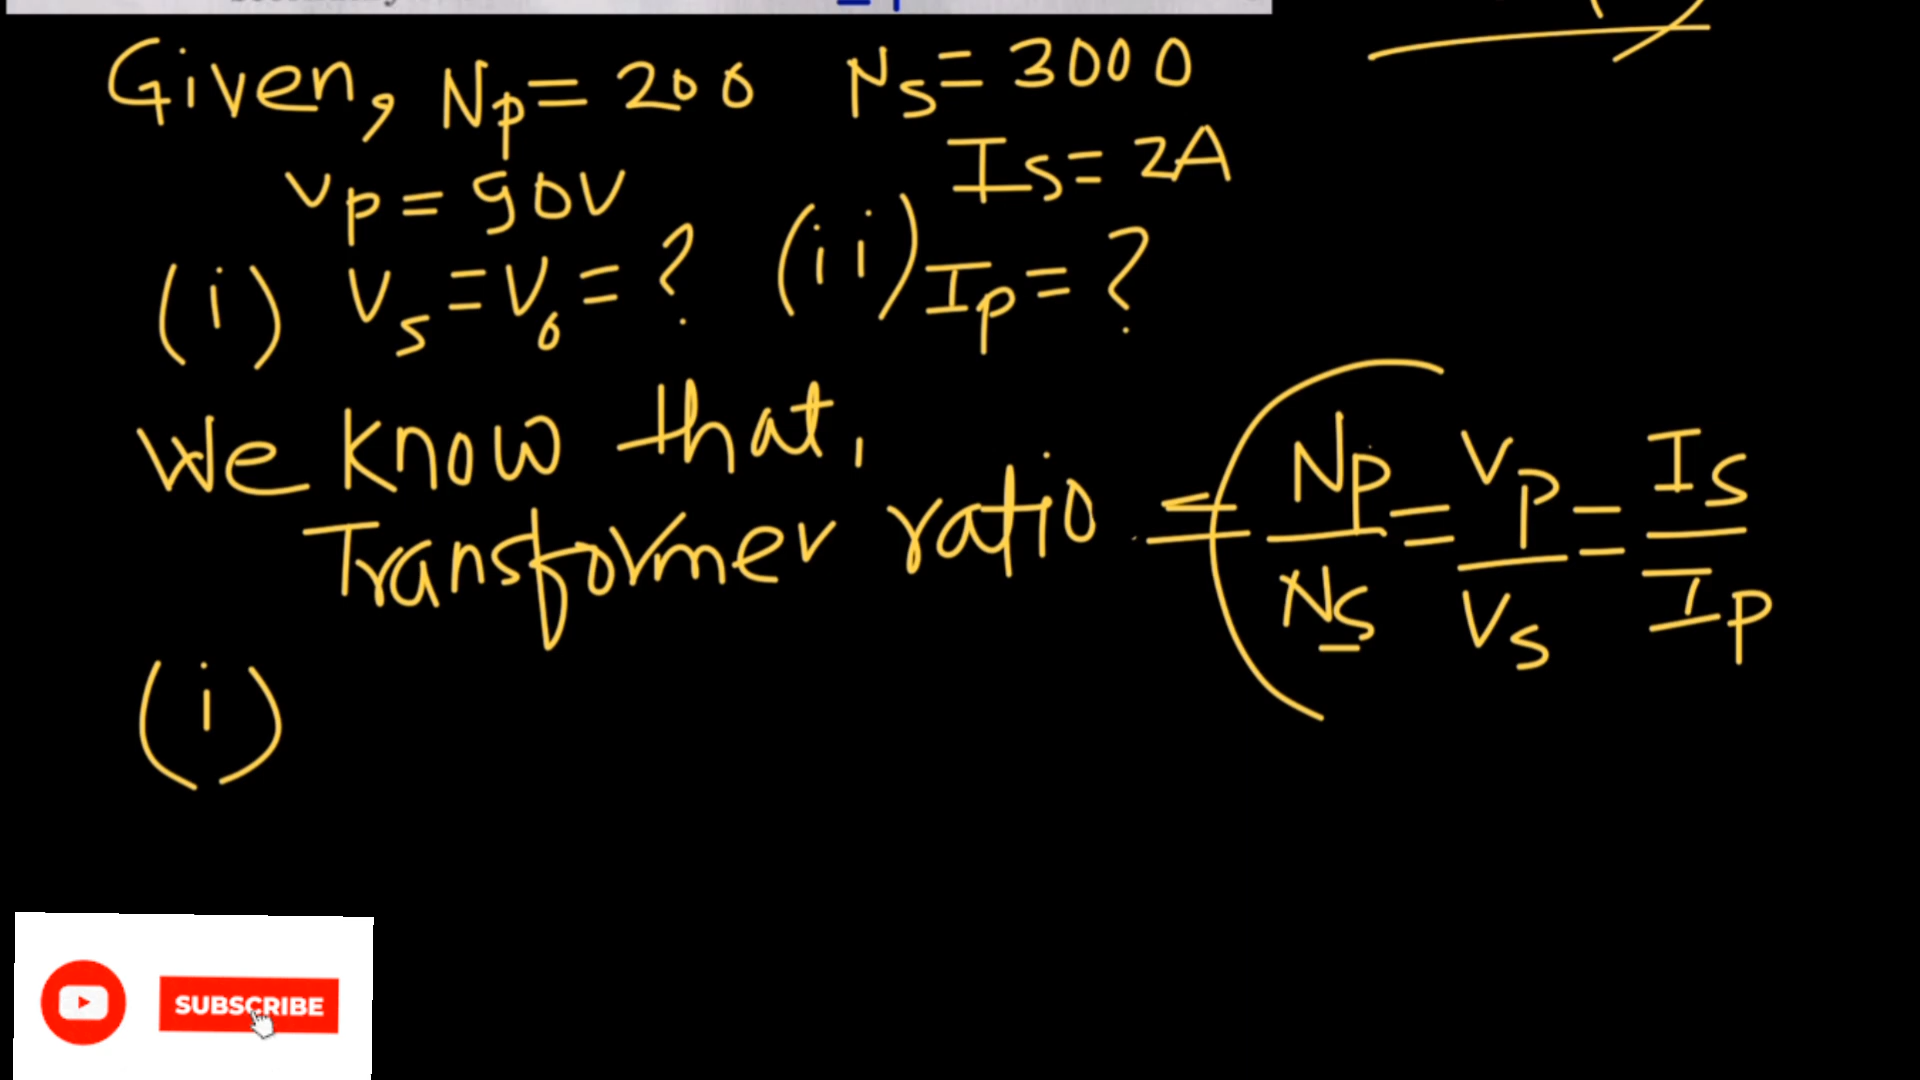 Given, Np = 200 Ns = 3000
Vp = 90V Is = 2A
(i) Vs = Vo = ? (ii) Ip = ?
We know that,
Transformer ratio = Np/Ns = Vp/Vs = Is/Ip
(i)
SUBSCRIBE